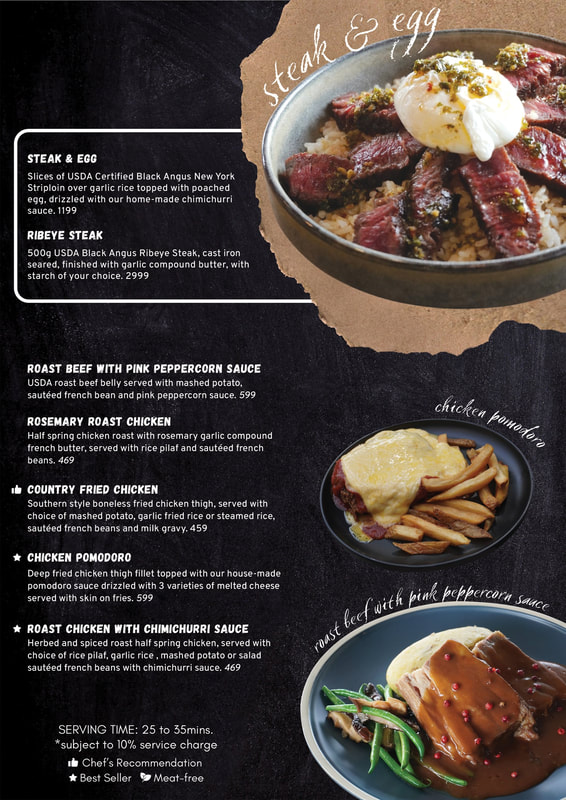 steak & egg
STEAK & EGG
Slices of USDA Certified Black Angus New York
Striploin over garlic rice topped with poached
egg, drizzled with our home-made chimichurri
sauce. 1199
RIBEYE STEAK
500g USDA Black Angus Ribeye Steak, cast iron
seared, finished with garlic compound butter, with
starch of your choice. 2999
ROAST BEEF WITH PINK PEPPERCORN SAUCE
USDA roast beef belly served with mashed potato,
sautéed french bean and pink peppercorn sauce. 599
ROSEMARY ROAST CHICKEN
Half spring chicken roast with rosemary garlic compound
french butter, served with rice pilaf and sautéed french
beans. 469
chicken pomodoro
COUNTRY FRIED CHICKEN
Southern style boneless fried chicken thigh, served with
choice of mashed potato, garlic fried rice or steamed rice,
sautéed french beans and milk gravy. 459
CHICKEN POMODORO
Deep fried chicken thigh fillet topped with our house-made
pomodoro sauce drizzled with 3 varieties of melted cheese
served with skin on fries. 599
roast beef with pink peppercorn sauce
ROAST CHICKEN WITH CHIMICHURRI SAUCE
Herbed and spiced roast half spring chicken, served with
choice of rice pilaf, garlic rice , mashed potato or salad
sautéed french beans with chimichurri sauce. 469
SERVING TIME: 25 to 35mins.
*subject to 10% service charge
Chef's Recommendation
Best Seller Meat-free